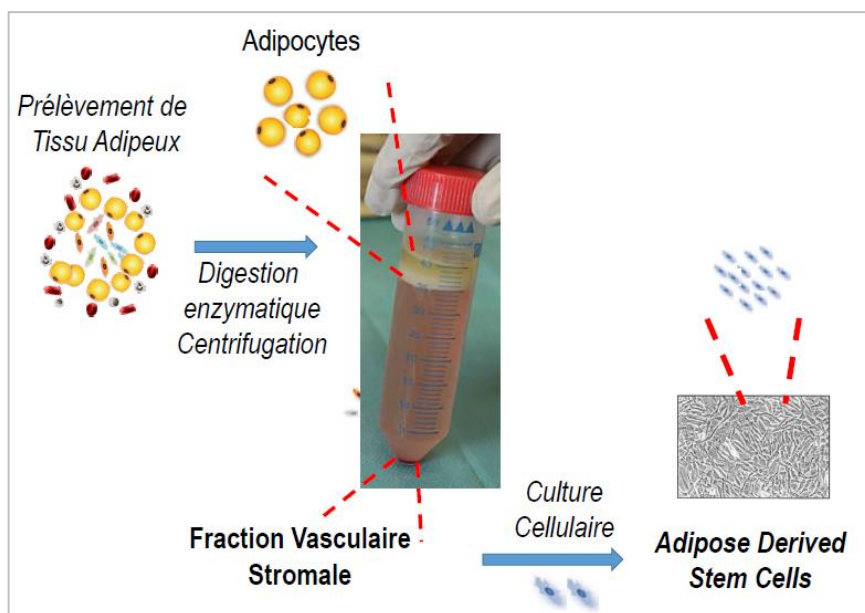 Adipocytes
Prélèvement de
Tissu Adipeux
Digestion
enzymatique
Centrifugation
Fraction Vasculaire
Stromale
Culture
Cellulaire
Adipose Derived
Stem Cells